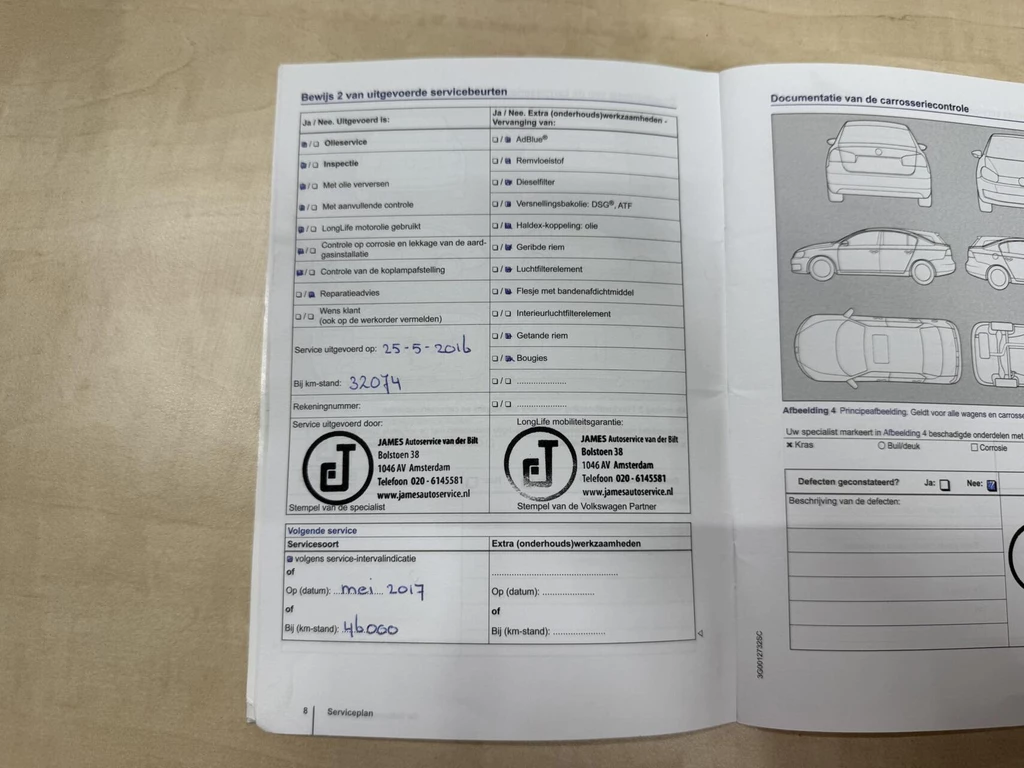 Bewijs 2 van uitgevoerde servicebeurten
Ja / Nee. Uitgevoerd is:
Olieservice
Inspectie
Met olie verversen
Met aanvullende controle
LongLife motorolie gebruikt
Controle op corrosie en lekkage van de aard-
gasinstallatie
Controle van de koplampafstelling
Reparatieadvies
Wens klant
(ook op de werkorder vermelden)
Service uitgevoerd op: 25-5-2016
Bij km-stand: 32074
Rekeningnummer:
Ja / Nee. Extra (onderhouds)werkzaamheden -
Vervanging van:
AdBlue®
Remvloeistof
Dieselfilter
Versnellingsbakolie: DSG®, ATF
Haldex-koppeling: olie
Geribde riem
Luchtfilterelement
Flesje met bandenafdichtmiddel
Interieurluchtfilterelement
Getande riem
Bougies
Service uitgevoerd door:
JAMES Autoservice van der Bilt
Bolstoen 38
1046 AV Amsterdam
Telefoon 020 - 6145581
www.jamesautoservice.nl
Stempel van de specialist
LongLife mobiliteitsgarantie:
JAMES Autoservice van der Bilt
Bolstoen 38
1046 AV Amsterdam
Telefoon 020 - 6145581
www.jamesautoservice.nl
Stempel van de Volkswagen Partner
Volgende service
Servicesoort
volgens service-intervalindicatie
of
Op (datum): mei 2017
of
Bij (km-stand): 46.000
Extra (onderhouds)werkzaamheden
Op (datum):
of
Bij (km-stand):
8 Serviceplan
Documentatie van de carrosseriecontrole
Afbeelding 4 Principeafbeelding. Geldt voor alle wagens en
Uw specialist markeert in Afbeelding 4 beschadigde onderdelen met
Kras Buil/deuk Corrosie
Defecten geconstateerd? Ja: Nee:
Beschrijving van de defecten:
3G0012732SC